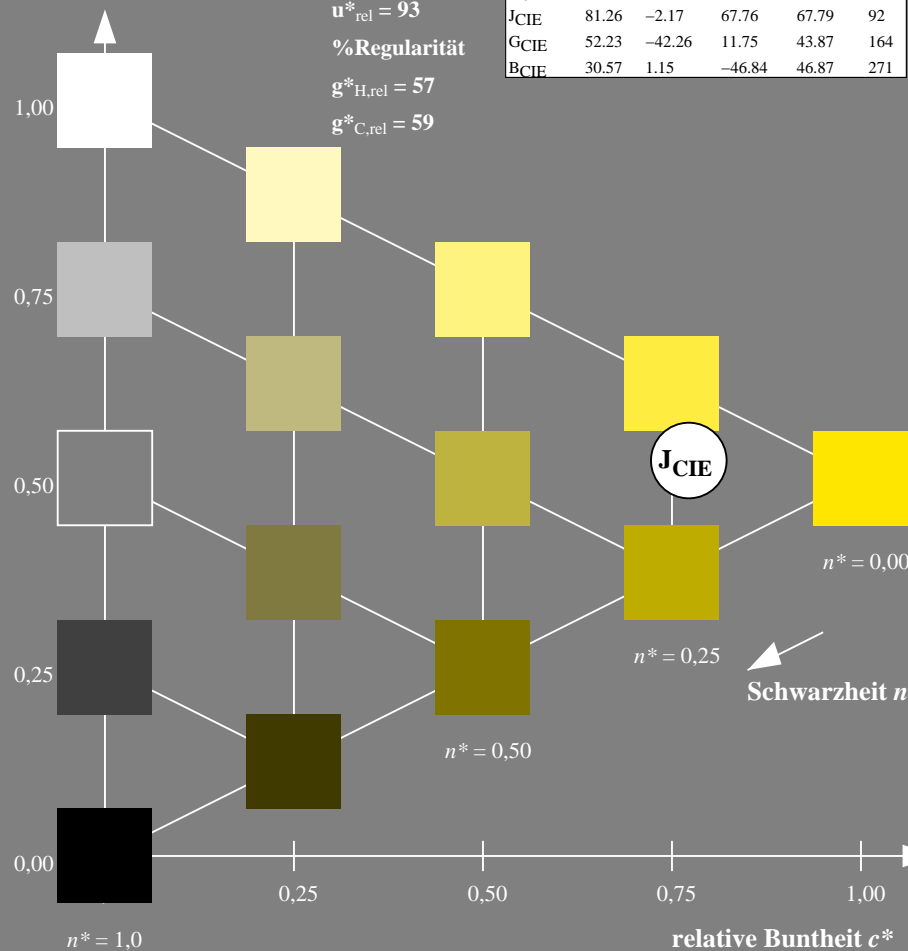 u*rel = 93
%Regularität
g*H,rel = 57
g*C,rel = 59
JCIE 81.26 −2.17 67.76 67.79 92
GCIE 52.23 −42.26 11.75 43.87 164
BCIE 30.57 1.15 −46.84 46.87 271
1,00
0,75
0,50
JCIE
n* = 0,00
0,25
n* = 0,25
Schwarzheit n
n* = 0,50
0,00
0,25 0,50 0,75 1,00
n* = 1,0
relative Buntheit c*